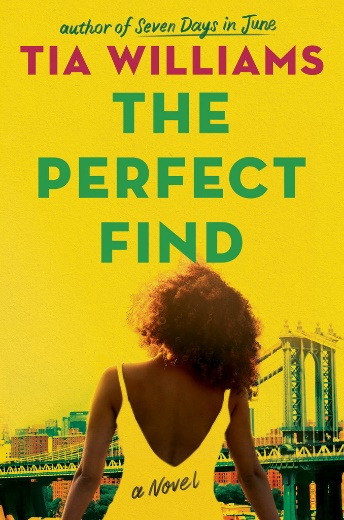 author of Seven Days in June
TIA WILLIAMS
THE
PERFECT
FIND
a Novel